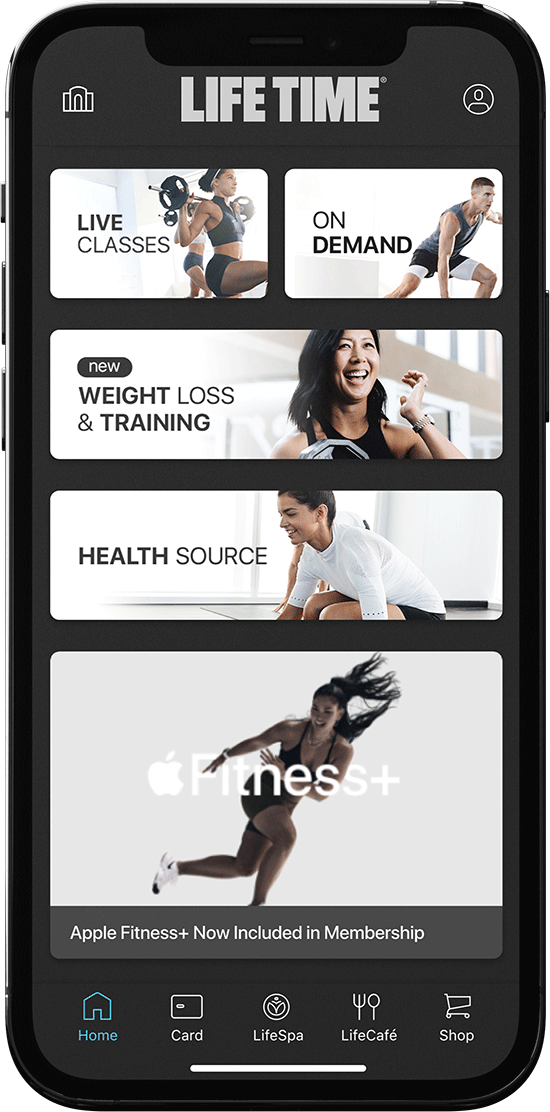 LIFE TIME®
LIVE
CLASSES
ON
DEMAND
new
WEIGHT LOSS
& TRAINING
HEALTH SOURCE
Fitness+
Apple Fitness+ Now Included in Membership
Home
Card
LifeSpa
LifeCafé
Shop